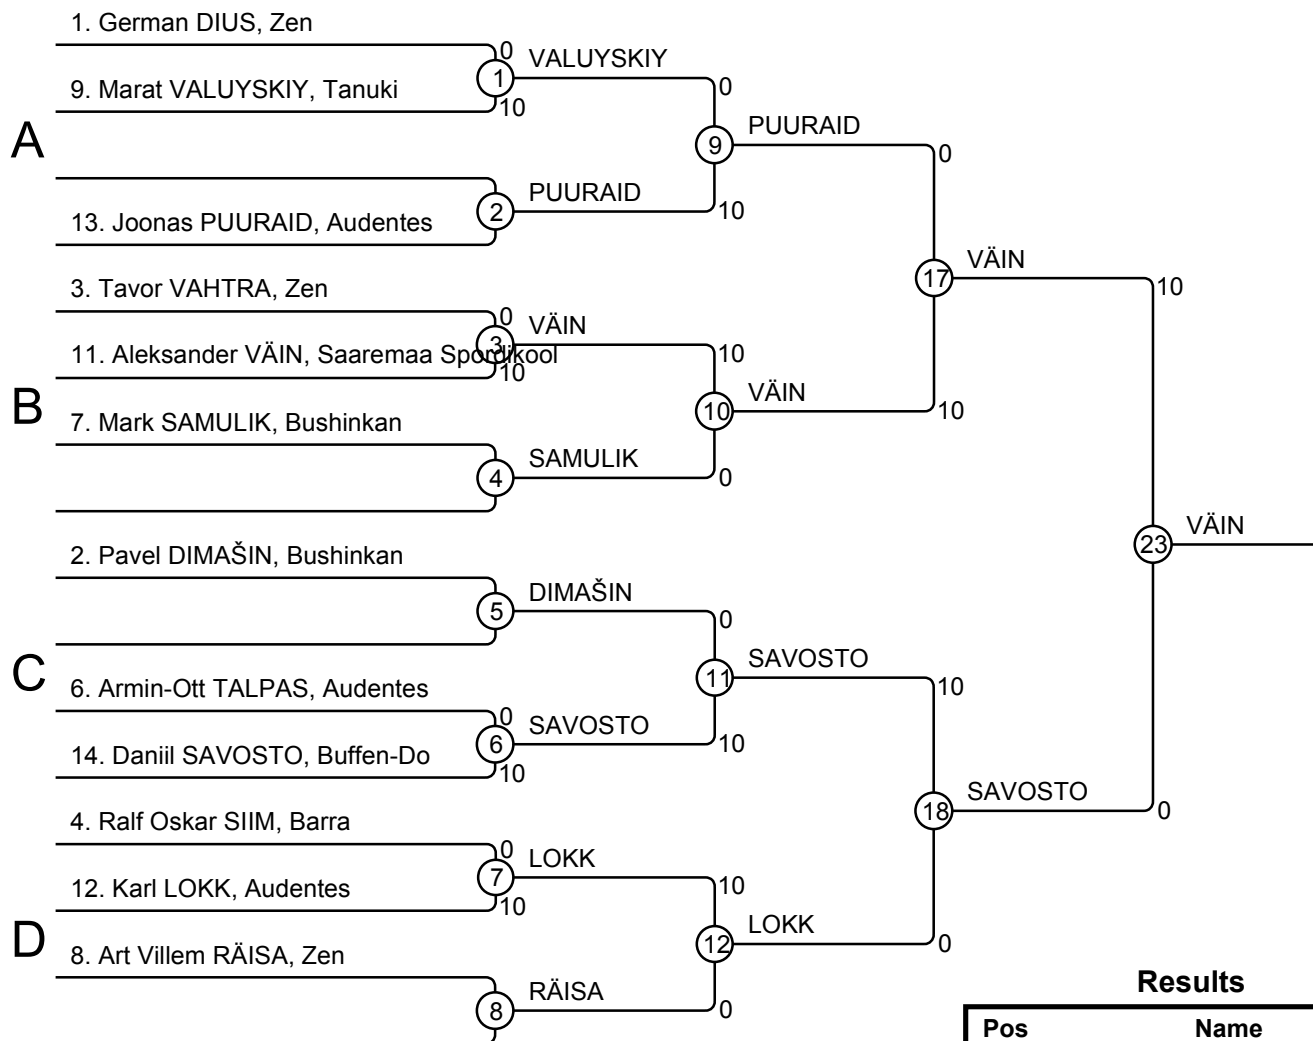 1. German DIUS, Zen
0
VALUYSKIY
1
0
9. Marat VALUYSKIY, Tanuki
10
A
PUURAID
9
0
PUURAID
2
10
13. Joonas PUURAID, Audentes
VÄIN
17
10
3. Tavor VAHTRA, Zen
0
VÄIN
3
10
11. Aleksander VÄIN, Saaremaa Spordikool
10
B
VÄIN
10
10
7. Mark SAMULIK, Bushinkan
SAMULIK
4
0
VÄIN
23
2. Pavel DIMAŠIN, Bushinkan
DIMAŠIN
5
0
C
SAVOSTO
11
10
6. Armin-Ott TALPAS, Audentes
0
SAVOSTO
6
10
14. Daniil SAVOSTO, Buffen-Do
10
SAVOSTO
18
0
4. Ralf Oskar SIIM, Barra
0
LOKK
7
10
12. Karl LOKK, Audentes
10
D
LOKK
12
0
8. Art Villem RÄISA, Zen
RÄISA
8
0
Results
Pos Name